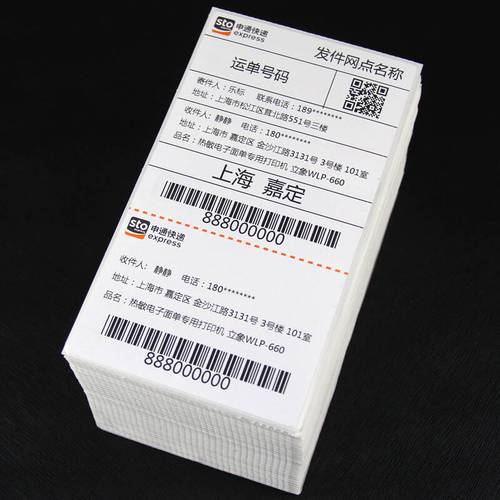 sto 申通快递
express
发件网点名称
运单号码
寄件人：乐标 联系电话：189********
地址：上海市松江区茸北路551号三楼
收件人：静静 电话：180********
地址：上海市 嘉定区 金沙江路3131号 3号楼 101室
品名：热敏电子面单专用打印机 立象WLP-660
上海 嘉定
888000000
sto 申通快递
express
收件人：静静 电话：180********
地址：上海市 嘉定区 金沙江路3131号 3号楼 101室
品名：热敏电子面单专用打印机 立象WLP-660
888000000